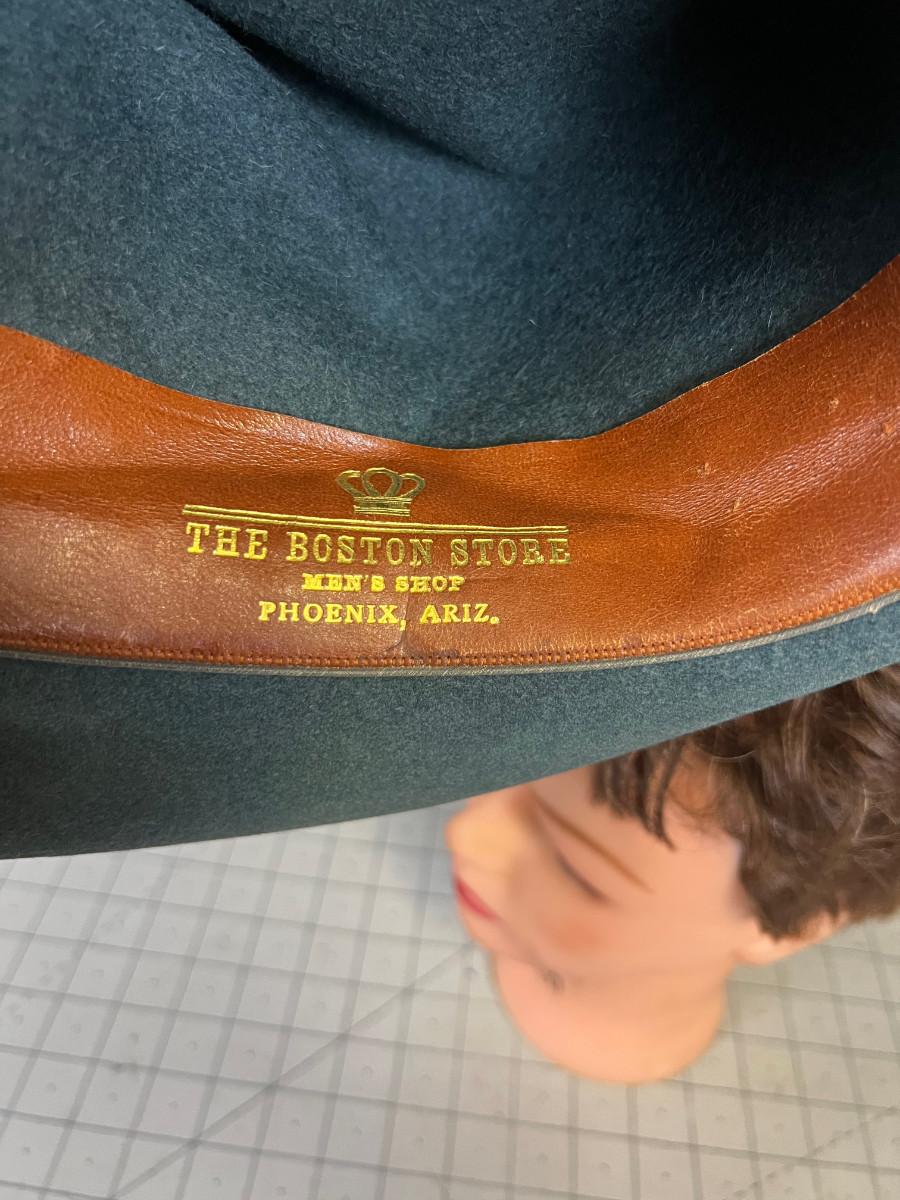 THE BOSTON STORE
MEN'S SHOP
PHOENIX, ARIZ.